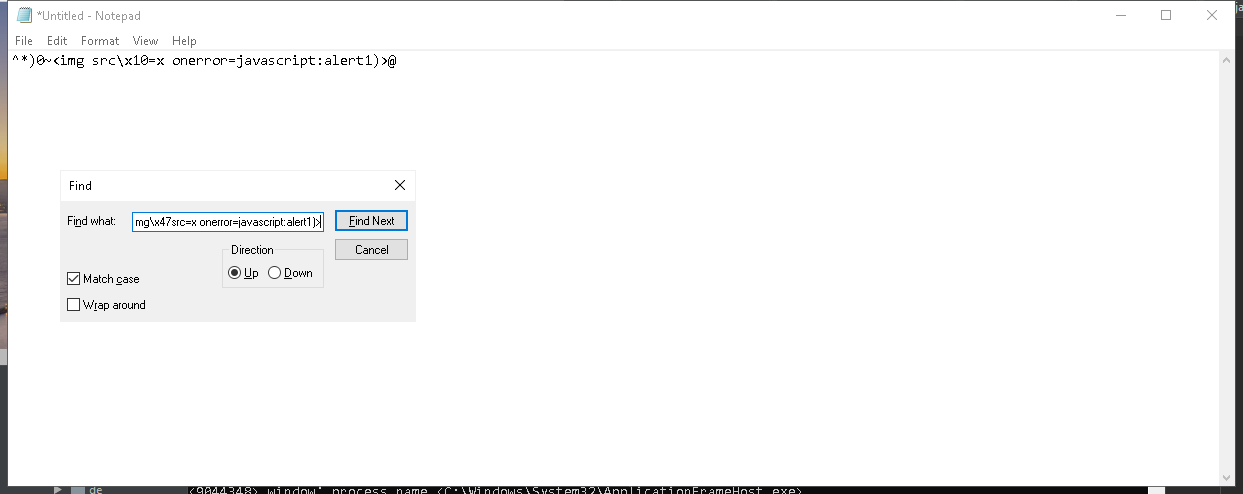 *Untitled - Notepad
File Edit Format View Help
^*)0~<img src\x10=x onerror=javascript:alert1)>@
Find
Find what: mg\x47src=x onerror=javascript:alert1)> Find Next
Direction Cancel
Up Down
Match case
Wrap around
de <9044348> window' process name <C:\Windows\System32\ApplicationFrameHost.exe>